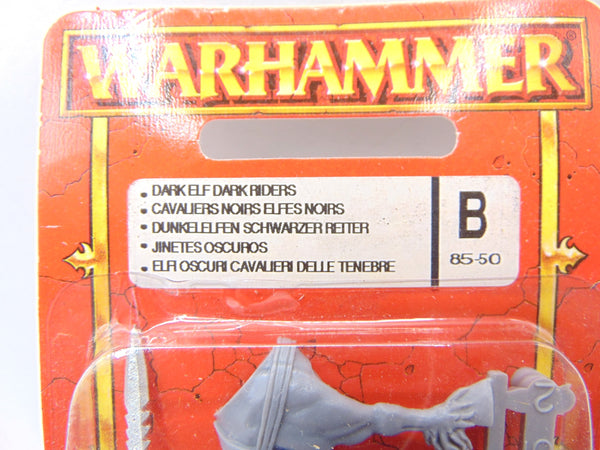 WARHAMMER®
• DARK ELF DARK RIDERS
• CAVALIERS NOIRS ELFES NOIRS
• DUNKELELFEN SCHWARZER REITER
• JINETES OSCUROS
• ELFI OSCURI CAVALIERI DELLE TENEBRE
B
85-50